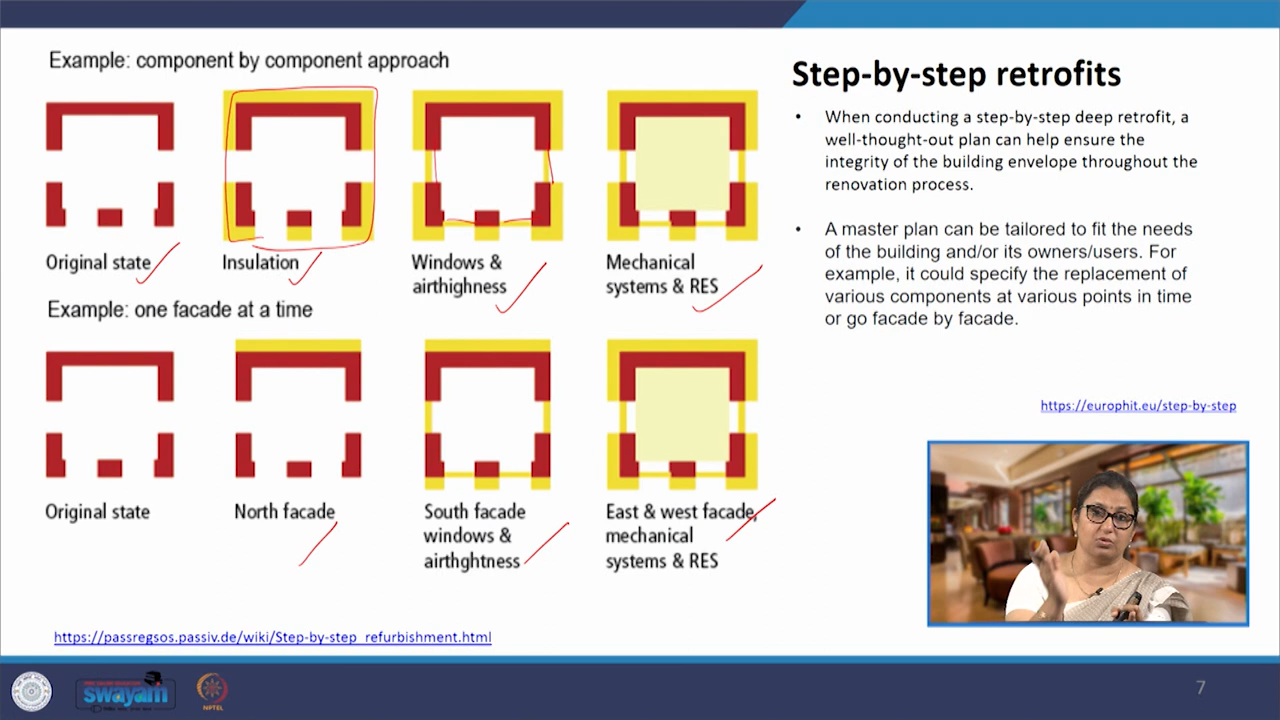 Example: component by component approach
Original state
Insulation
Windows &
airthighness
Mechanical
systems & RES
Example: one facade at a time
Original state
North facade
South facade
windows &
airthghtness
East & west facade,
mechanical
systems & RES
https://passregsos.passiv.de/wiki/Step-by-step_refurbishment.html
Step-by-step retrofits
• When conducting a step-by-step deep retrofit, a
well-thought-out plan can help ensure the
integrity of the building envelope throughout the
renovation process.
• A master plan can be tailored to fit the needs
of the building and/or its owners/users. For
example, it could specify the replacement of
various components at various points in time
or go facade by facade.
https://europhit.eu/step-by-step
swayam
NPTEL
7